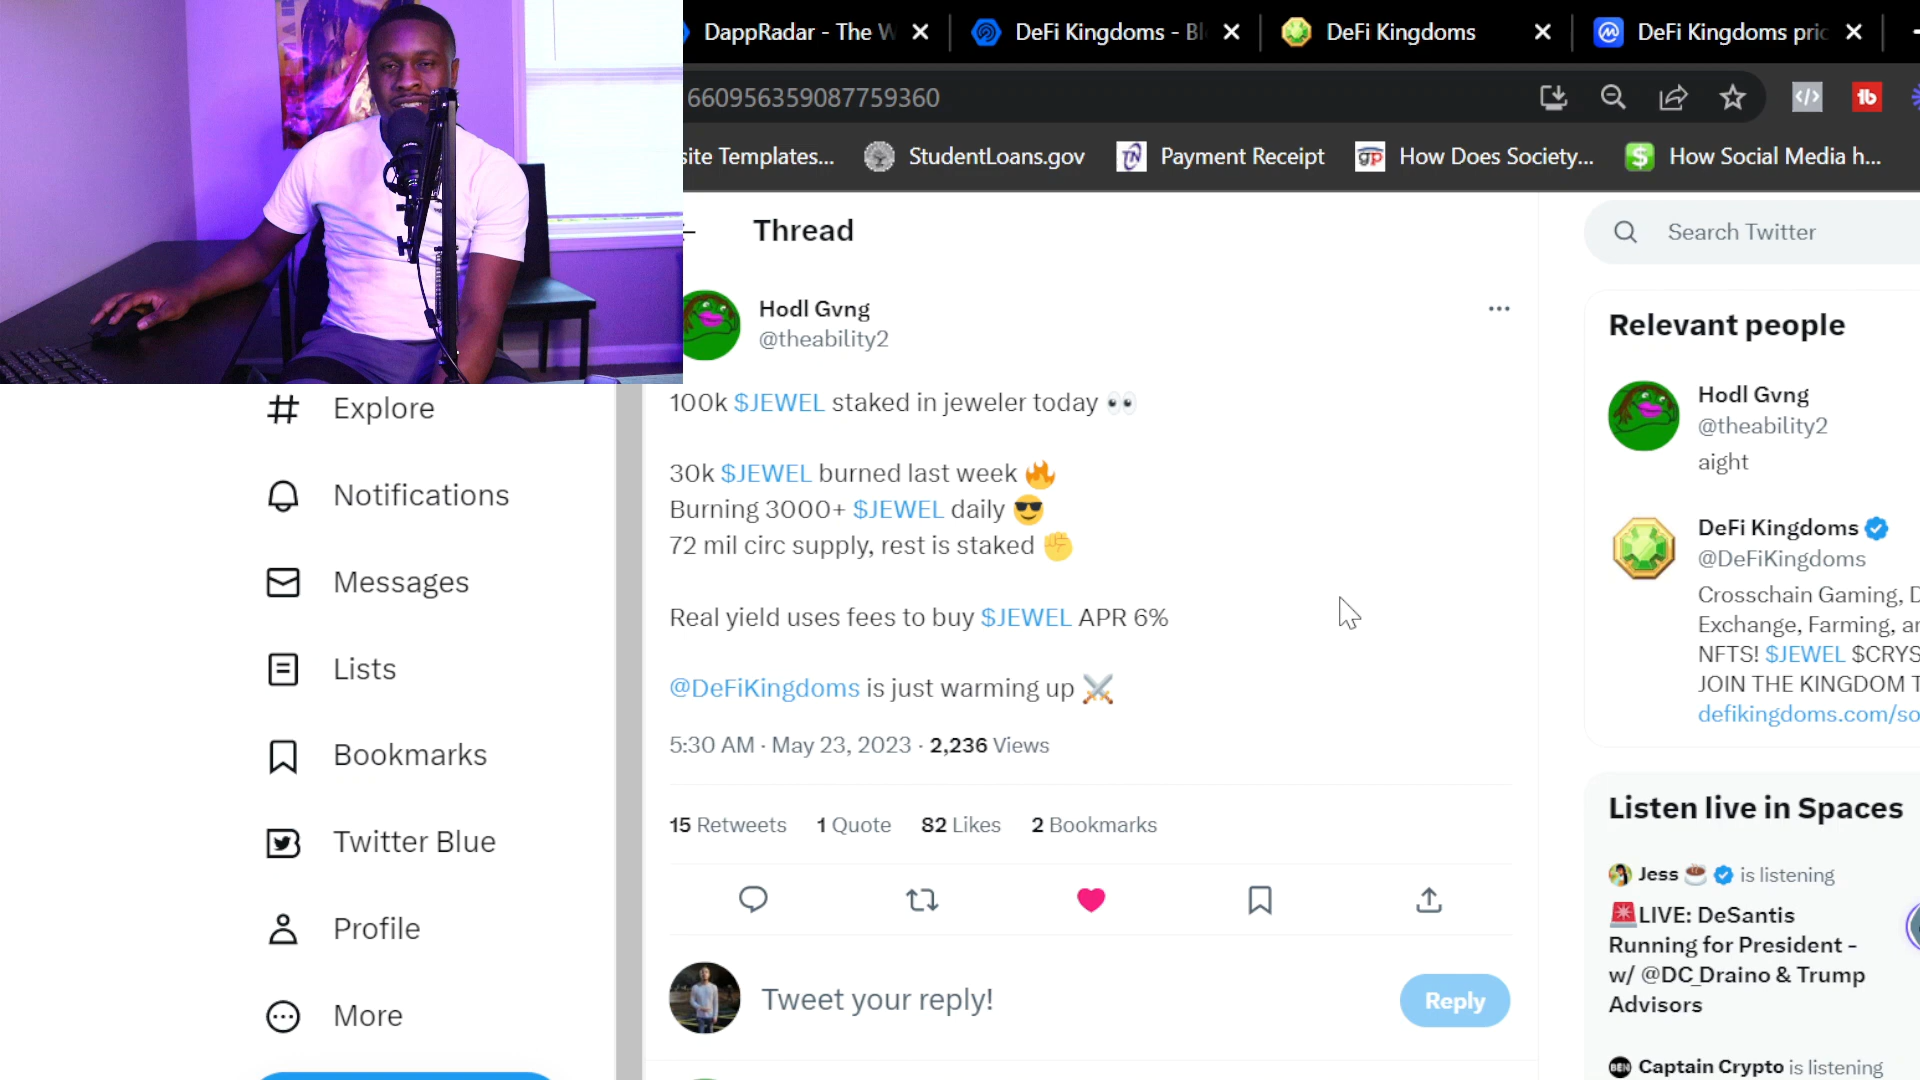 DappRadar - The W
DeFi Kingdoms - Bl
DeFi Kingdoms
DeFi Kingdoms pric
660956359087759360
site Templates...
StudentLoans.gov
Payment Receipt
How Does Society...
How Social Media h...
Thread
Search Twitter
Hodl Gvng
@theability2
100k $JEWEL staked in jeweler today 👀
30k $JEWEL burned last week 🔥
Burning 3000+ $JEWEL daily 😎
72 mil circ supply, rest is staked ✊
Real yield uses fees to buy $JEWEL APR 6%
@DeFiKingdoms is just warming up ⚔️
5:30 AM · May 23, 2023 · 2,236 Views
15 Retweets 1 Quote 82 Likes 2 Bookmarks
Tweet your reply!
Reply
Explore
Notifications
Messages
Lists
Bookmarks
Twitter Blue
Profile
More
Relevant people
Hodl Gvng
@theability2
aight
DeFi Kingdoms
@DeFiKingdoms
Crosschain Gaming, D
Exchange, Farming, an
NFTS! $JEWEL $CRYS
JOIN THE KINGDOM T
defikingdoms.com/so
Listen live in Spaces
Jess ☕ is listening
🚨LIVE: DeSantis
Running for President -
w/ @DC_Draino & Trump
Advisors
Captain Crypto is listening